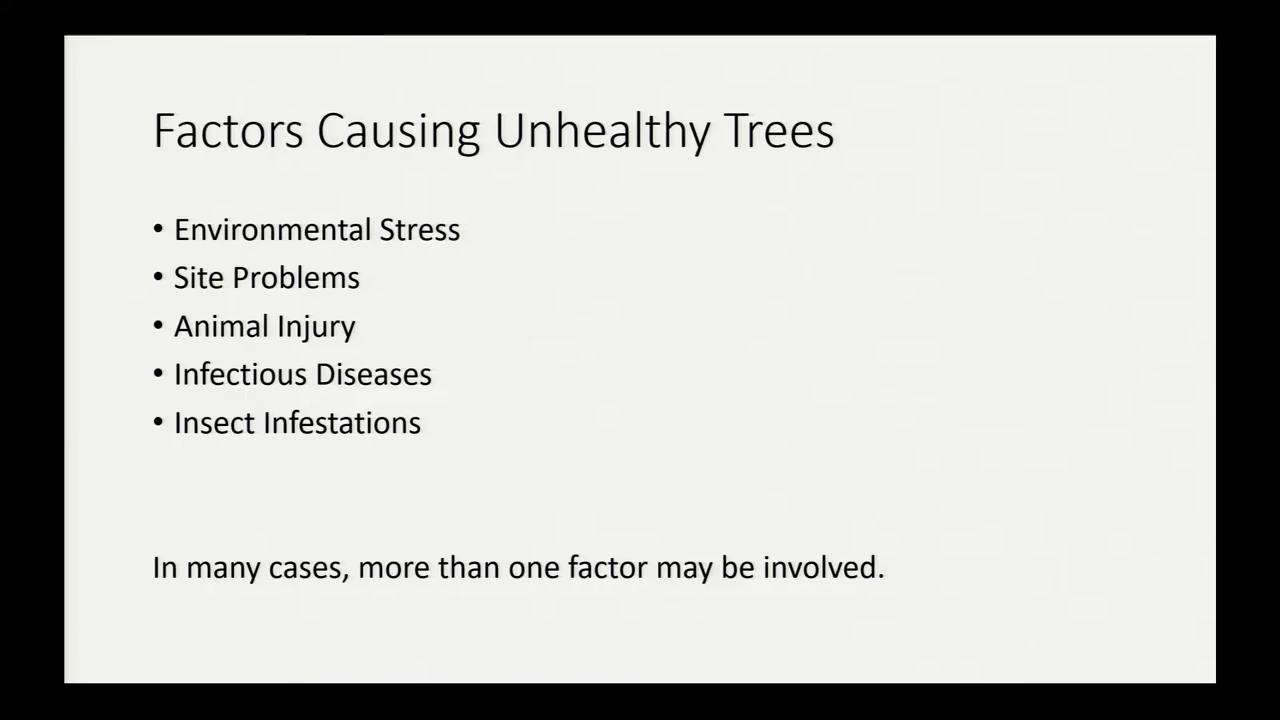 Factors Causing Unhealthy Trees
• Environmental Stress
• Site Problems
• Animal Injury
• Infectious Diseases
• Insect Infestations
In many cases, more than one factor may be involved.